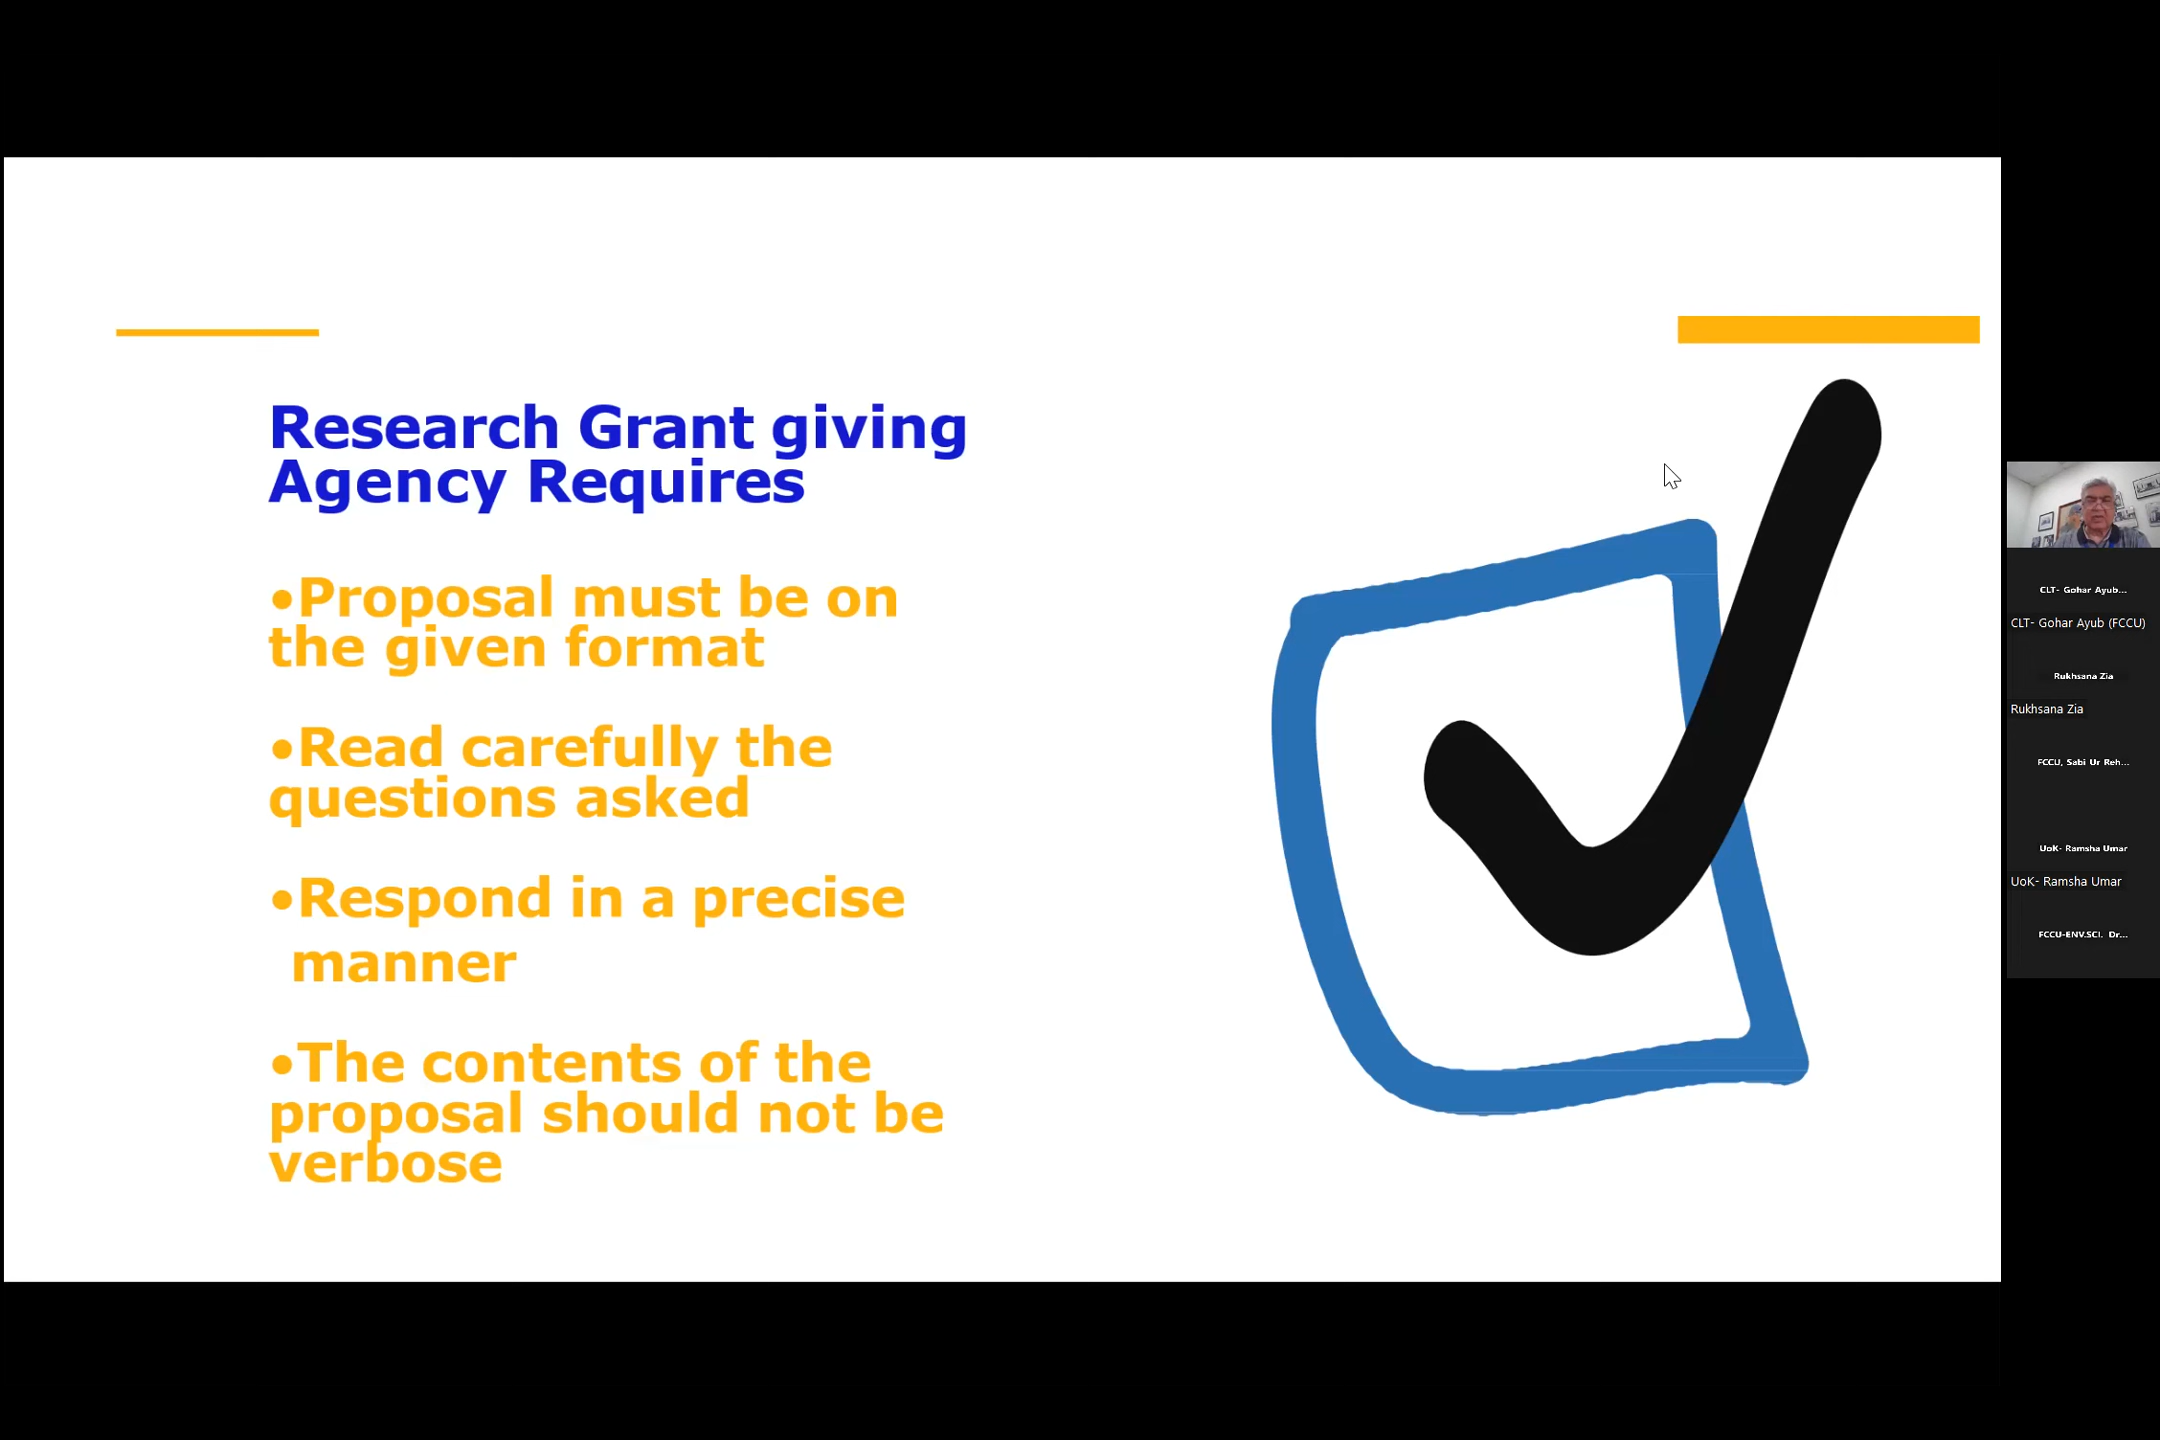 Research Grant giving
Agency Requires
•Proposal must be on
the given format
•Read carefully the
questions asked
•Respond in a precise
manner
•The contents of the
proposal should not be
verbose
CLT- Gohar Ayub...
CLT- Gohar Ayub (FCCU)
Rukhsana Zia
Rukhsana Zia
FCCU, Sabi Ur Reh...
UoK- Ramsha Umar
UoK- Ramsha Umar
FCCU-ENV.SCI. Dr...